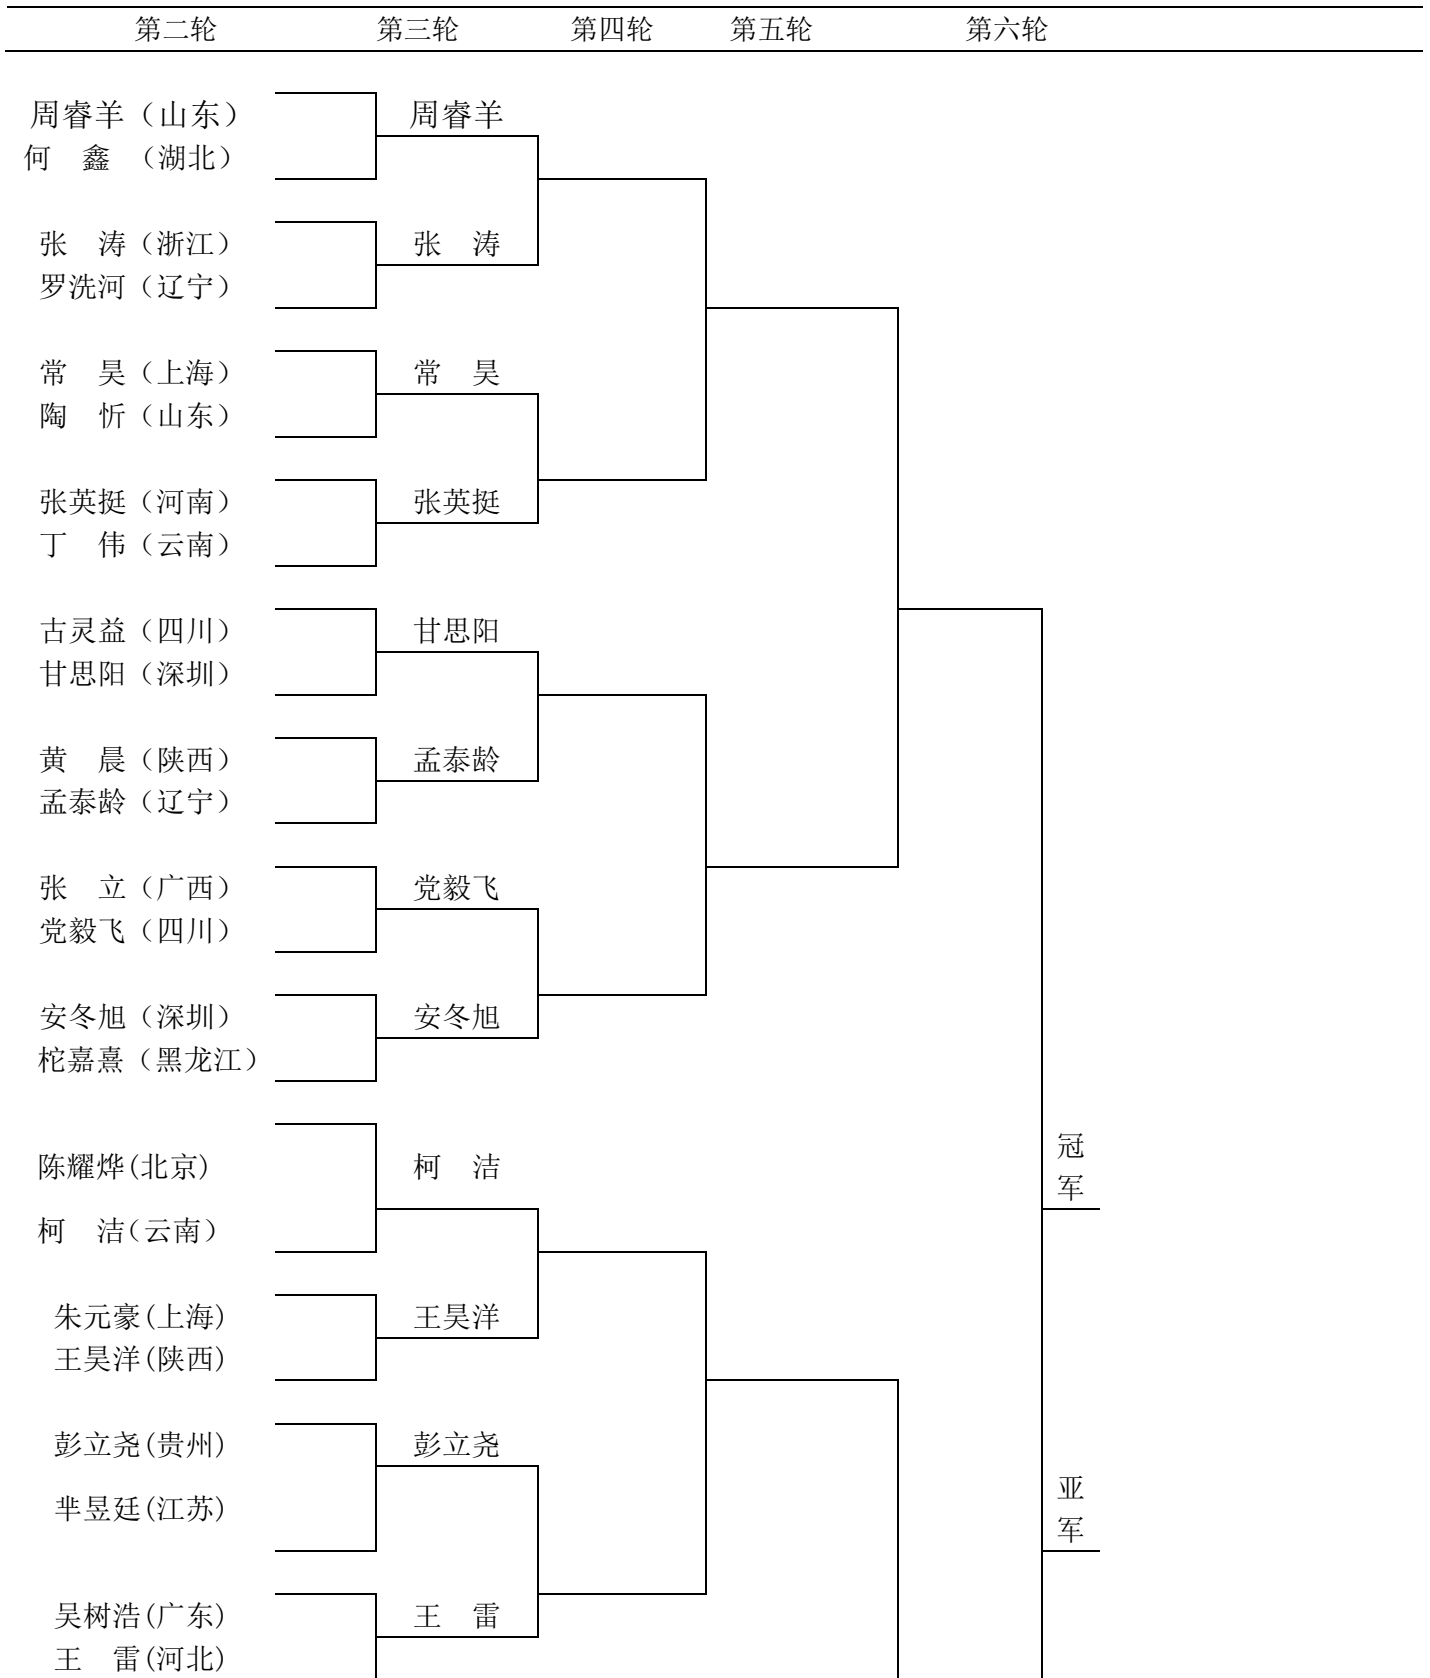 第二轮 第三轮 第四轮 第五轮 第六轮
周睿羊（山东） 周睿羊
何 鑫 （湖北）
张 涛（浙江） 张 涛
罗洗河（辽宁）
常 昊（上海） 常 昊
陶 忻（山东）
张英挺（河南） 张英挺
丁 伟（云南）
古灵益（四川） 甘思阳
甘思阳（深圳）
黄 晨（陕西） 孟泰龄
孟泰龄（辽宁）
张 立（广西） 党毅飞
党毅飞（四川）
安冬旭（深圳） 安冬旭
柁嘉熹（黑龙江）
冠
陈耀烨(北京) 柯 洁
军
柯 洁(云南）
朱元豪(上海) 王昊洋
王昊洋(陕西)
彭立尧(贵州) 彭立尧
亚
芈昱廷(江苏)
军
吴树浩(广东) 王 雷
王 雷(河北)